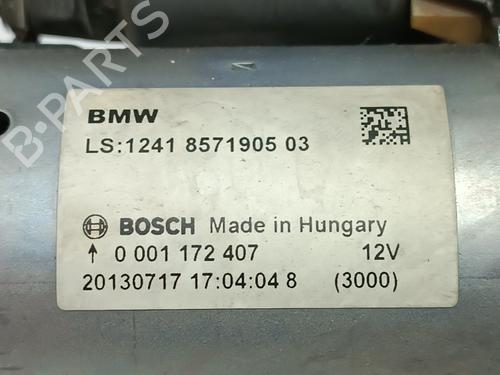 BMW
LS:1241 8571905 03
BOSCH Made in Hungary
↑ 0 001 172 407 12V
20130717 17:04:04 8 (3000)
B-PARTS